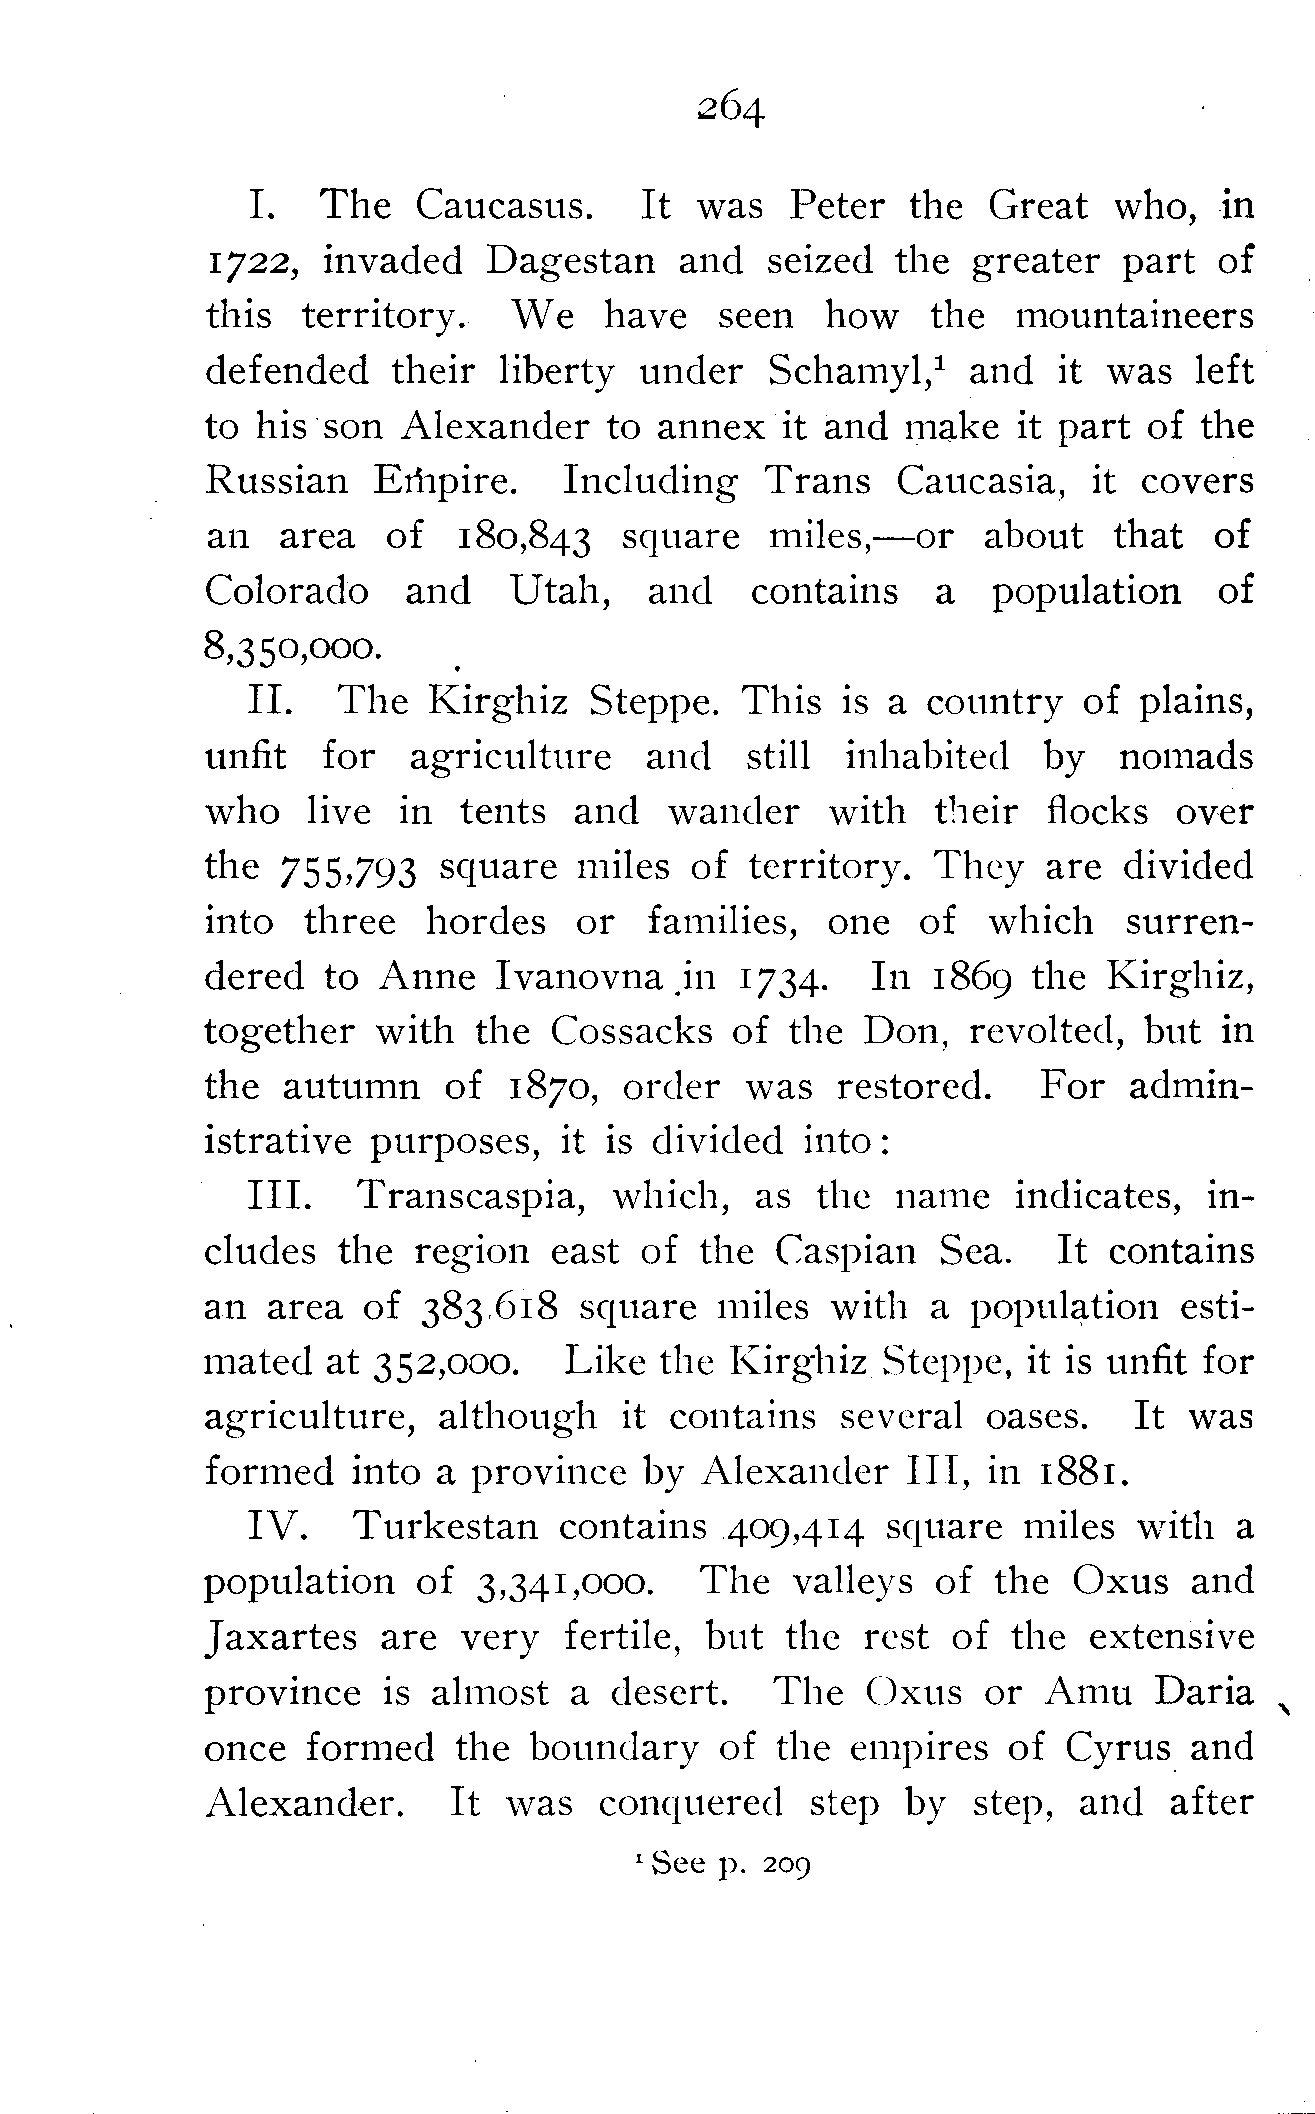 264
I. The Caucasus. It was Peter the Great who, in
1722, invaded Dagestan and seized the greater part of
this territory. We have seen how the mountaineers
defended their liberty under Schamyl,¹ and it was left
to his son Alexander to annex it and make it part of the
Russian Empire. Including Trans Caucasia, it covers
an area of 180,843 square miles,—or about that of
Colorado and Utah, and contains a population of
8,350,000.
II. The Kirghiz Steppe. This is a country of plains,
unfit for agriculture and still inhabited by nomads
who live in tents and wander with their flocks over
the 755,793 square miles of territory. They are divided
into three hordes or families, one of which surren-
dered to Anne Ivanovna in 1734. In 1869 the Kirghiz,
together with the Cossacks of the Don, revolted, but in
the autumn of 1870, order was restored. For admin-
istrative purposes, it is divided into:
III. Transcaspia, which, as the name indicates, in-
cludes the region east of the Caspian Sea. It contains
an area of 383,618 square miles with a population esti-
mated at 352,000. Like the Kirghiz Steppe, it is unfit for
agriculture, although it contains several oases. It was
formed into a province by Alexander III, in 1881.
IV. Turkestan contains 409,414 square miles with a
population of 3,341,000. The valleys of the Oxus and
Jaxartes are very fertile, but the rest of the extensive
province is almost a desert. The Oxus or Amu Daria
once formed the boundary of the empires of Cyrus and
Alexander. It was conquered step by step, and after
¹ See p. 209